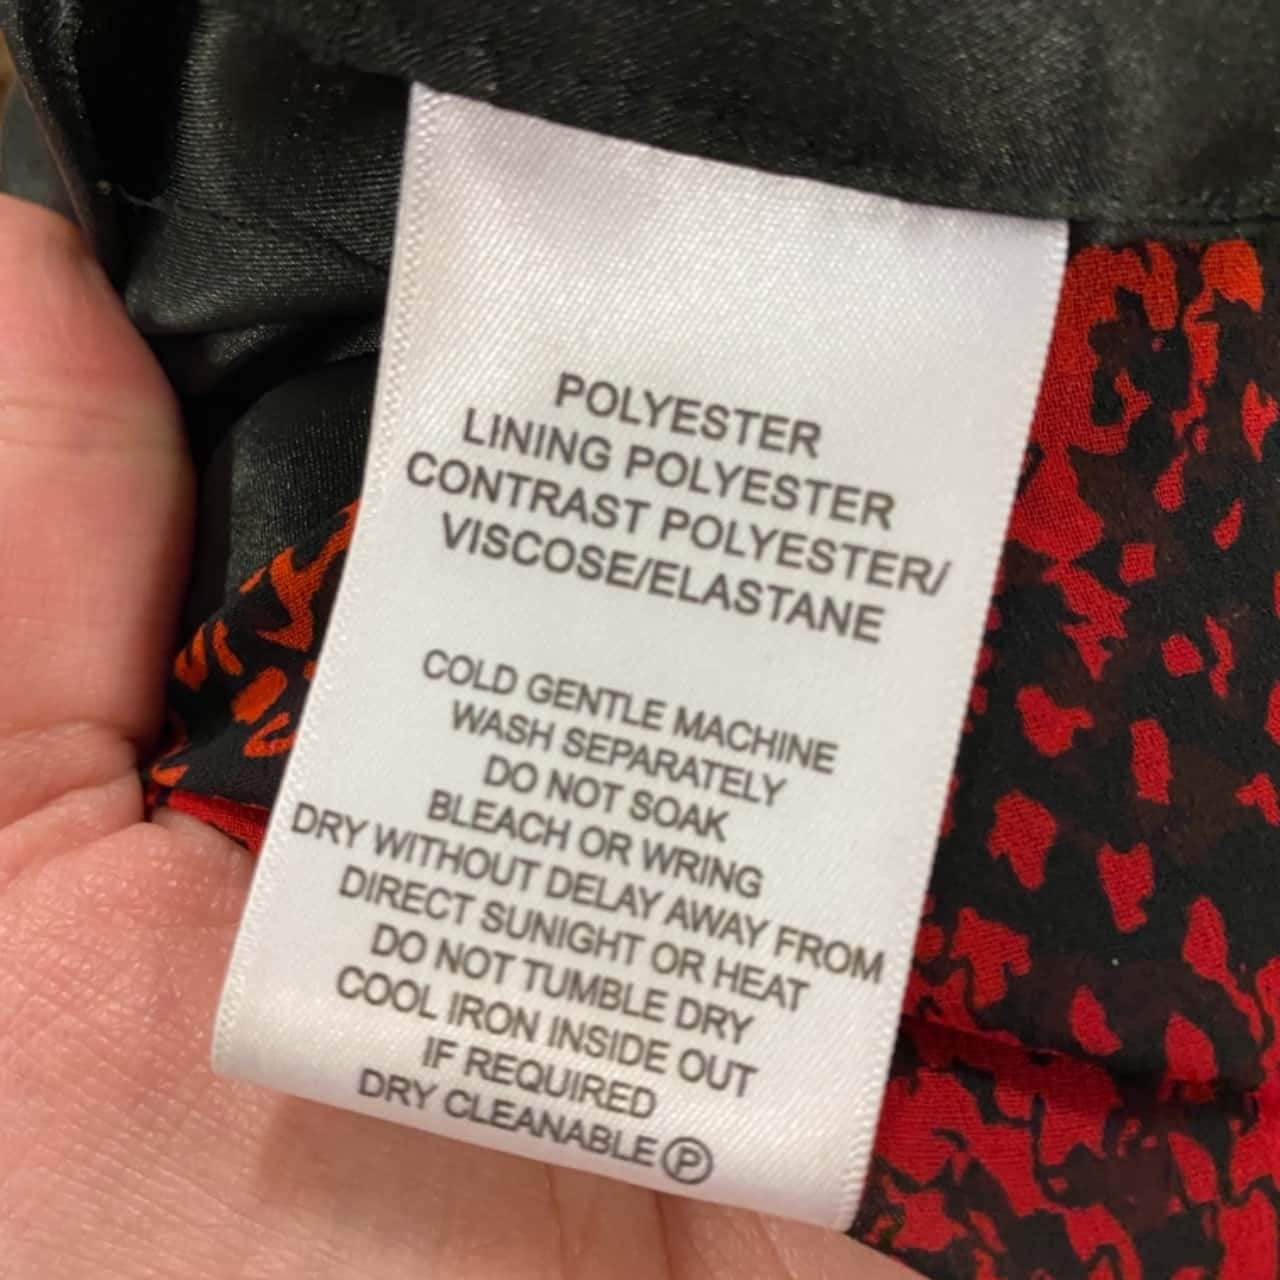 POLYESTER
LINING POLYESTER
CONTRAST POLYESTER/
VISCOSE/ELASTANE
COLD GENTLE MACHINE
WASH SEPARATELY
DO NOT SOAK
BLEACH OR WRING
DRY WITHOUT DELAY AWAY FROM
DIRECT SUNIGHT OR HEAT
DO NOT TUMBLE DRY
COOL IRON INSIDE OUT
IF REQUIRED
DRY CLEANABLE Ⓟ